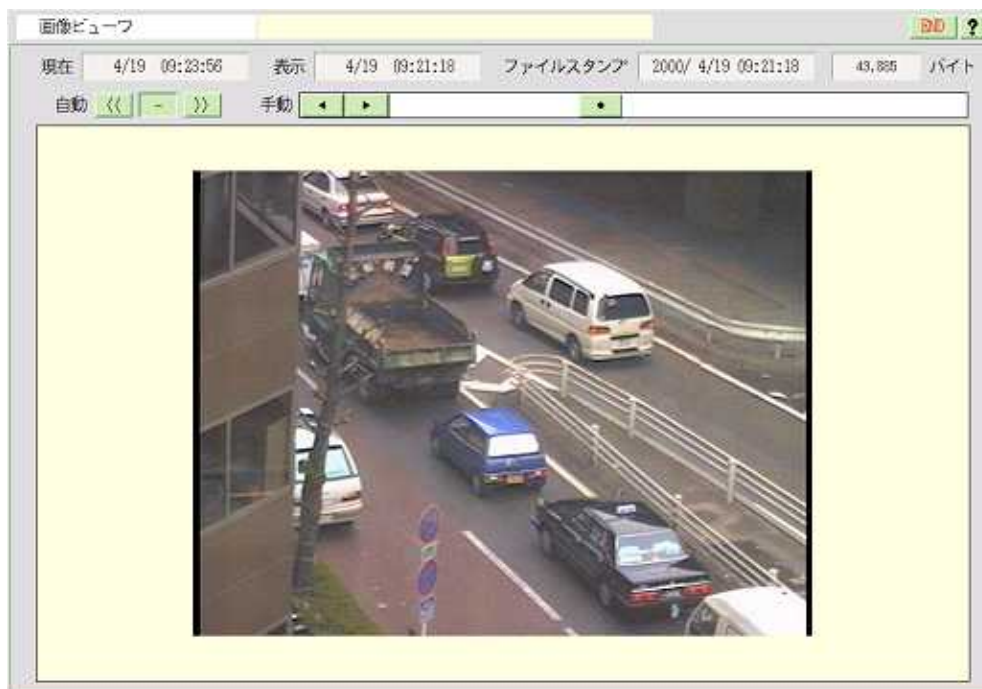 画像ビューワ END ?
現在 4/19 09:23:56 表示 4/19 09:21:18 ファイルスタンプ 2000/ 4/19 09:21:18 43,885 バイト
自動 << - >> 手動